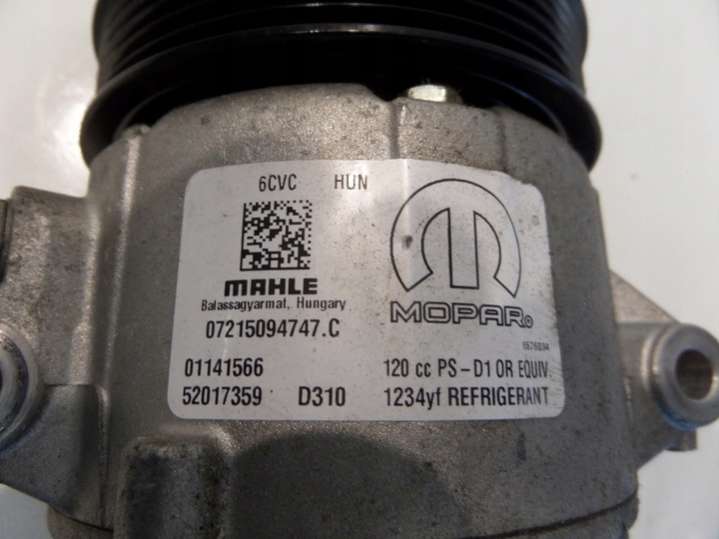 6CVC HUN
MAHLE
Balassagyarmat, Hungary
07215094747.C
MOPAR®
01141566
120 cc PS-D1 OR EQUIV
52017359 D310
1234yf REFRIGERANT